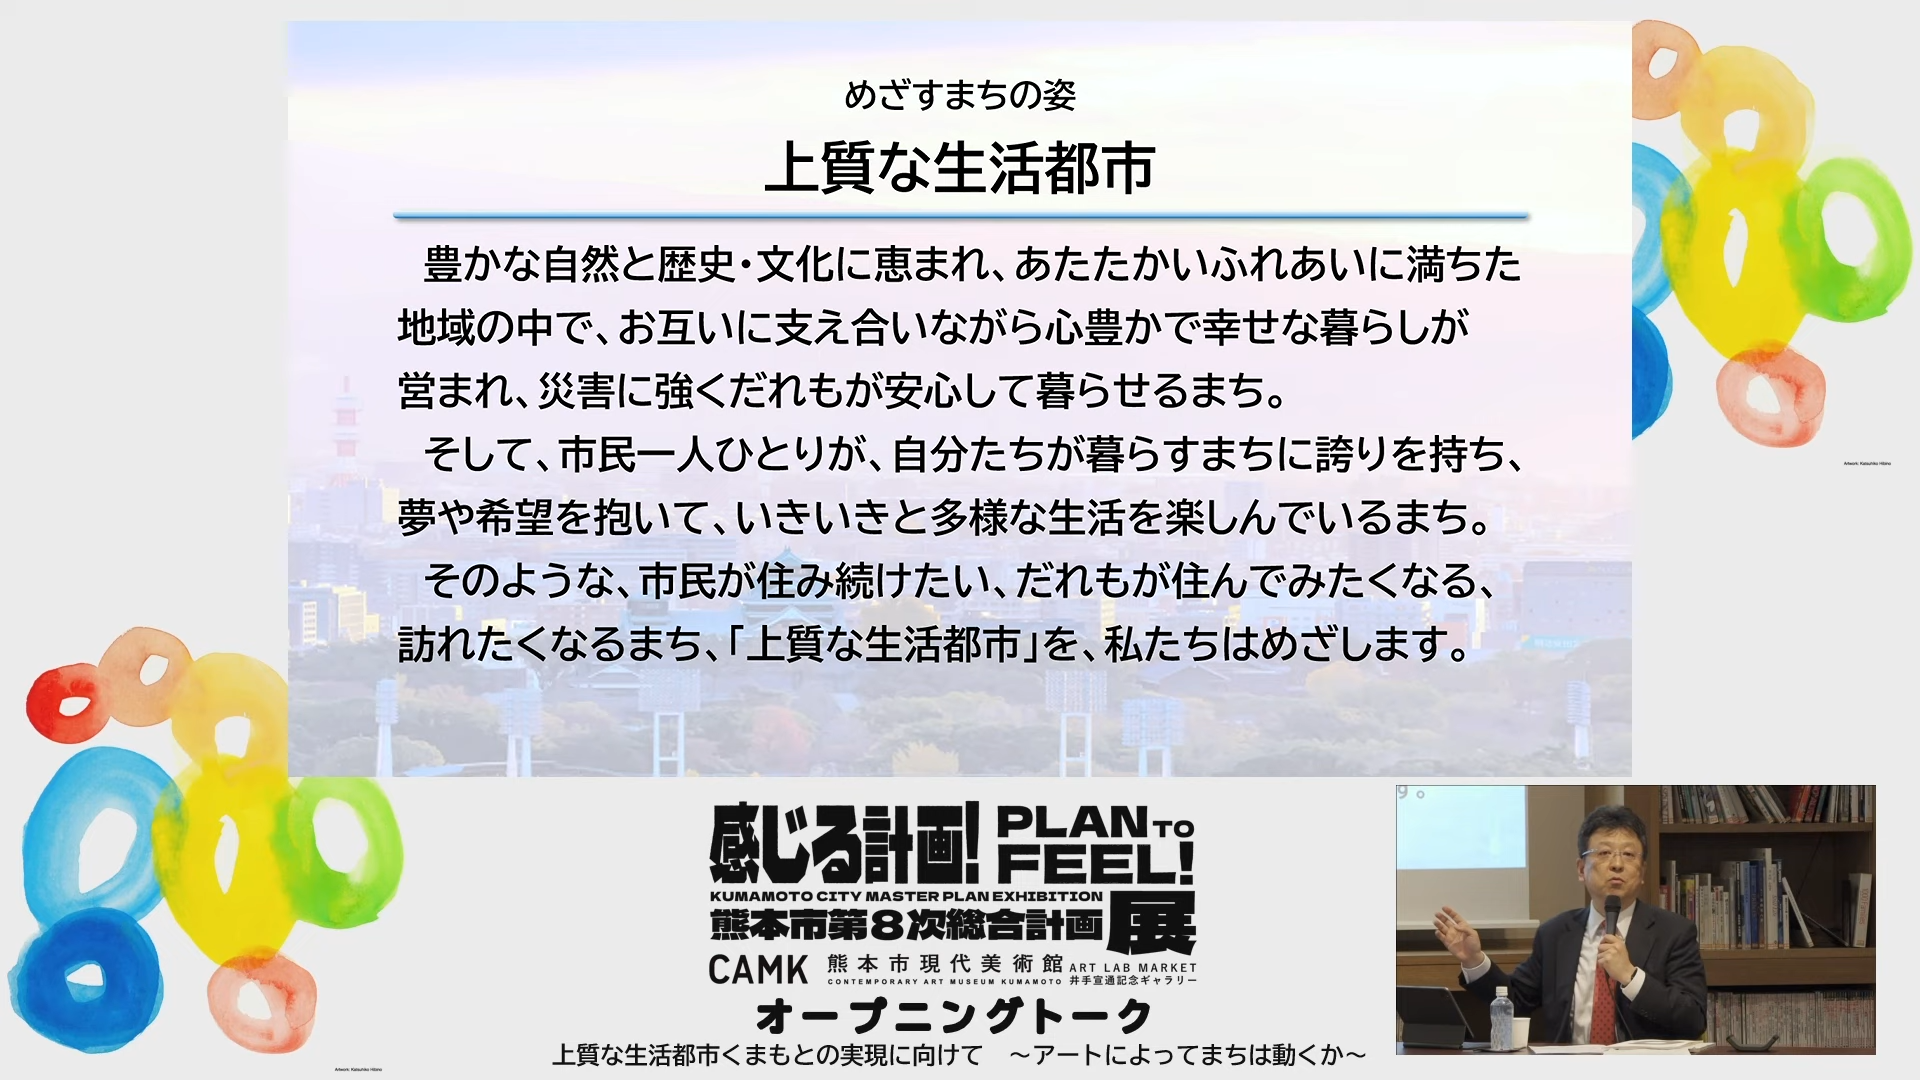 めざすまちの姿
上質な生活都市
豊かな自然と歴史・文化に恵まれ、あたたかいふれあいに満ちた
地域の中で、お互いに支え合いながら心豊かで幸せな暮らしが
営まれ、災害に強くだれもが安心して暮らせるまち。
そして、市民一人ひとりが、自分たちが暮らすまちに誇りを持ち、
夢や希望を抱いて、いきいきと多様な生活を楽しんでいるまち。
そのような、市民が住み続けたい、だれもが住んでみたくなる、
訪れたくなるまち、「上質な生活都市」を、私たちはめざします。
Artwork: Katsuhiko Hibino
す。
感じる計画! PLAN TO FEEL!
KUMAMOTO CITY MASTER PLAN EXHIBITION
熊本市第8次総合計画展
CAMK 熊本市現代美術館 ART LAB MARKET
CONTEMPORARY ART MUSEUM KUMAMOTO 井手宣通記念ギャラリー
オープニングトーク
上質な生活都市くまもとの実現に向けて ～アートによってまちは動くか～
Artwork: Katsuhiko Hibino